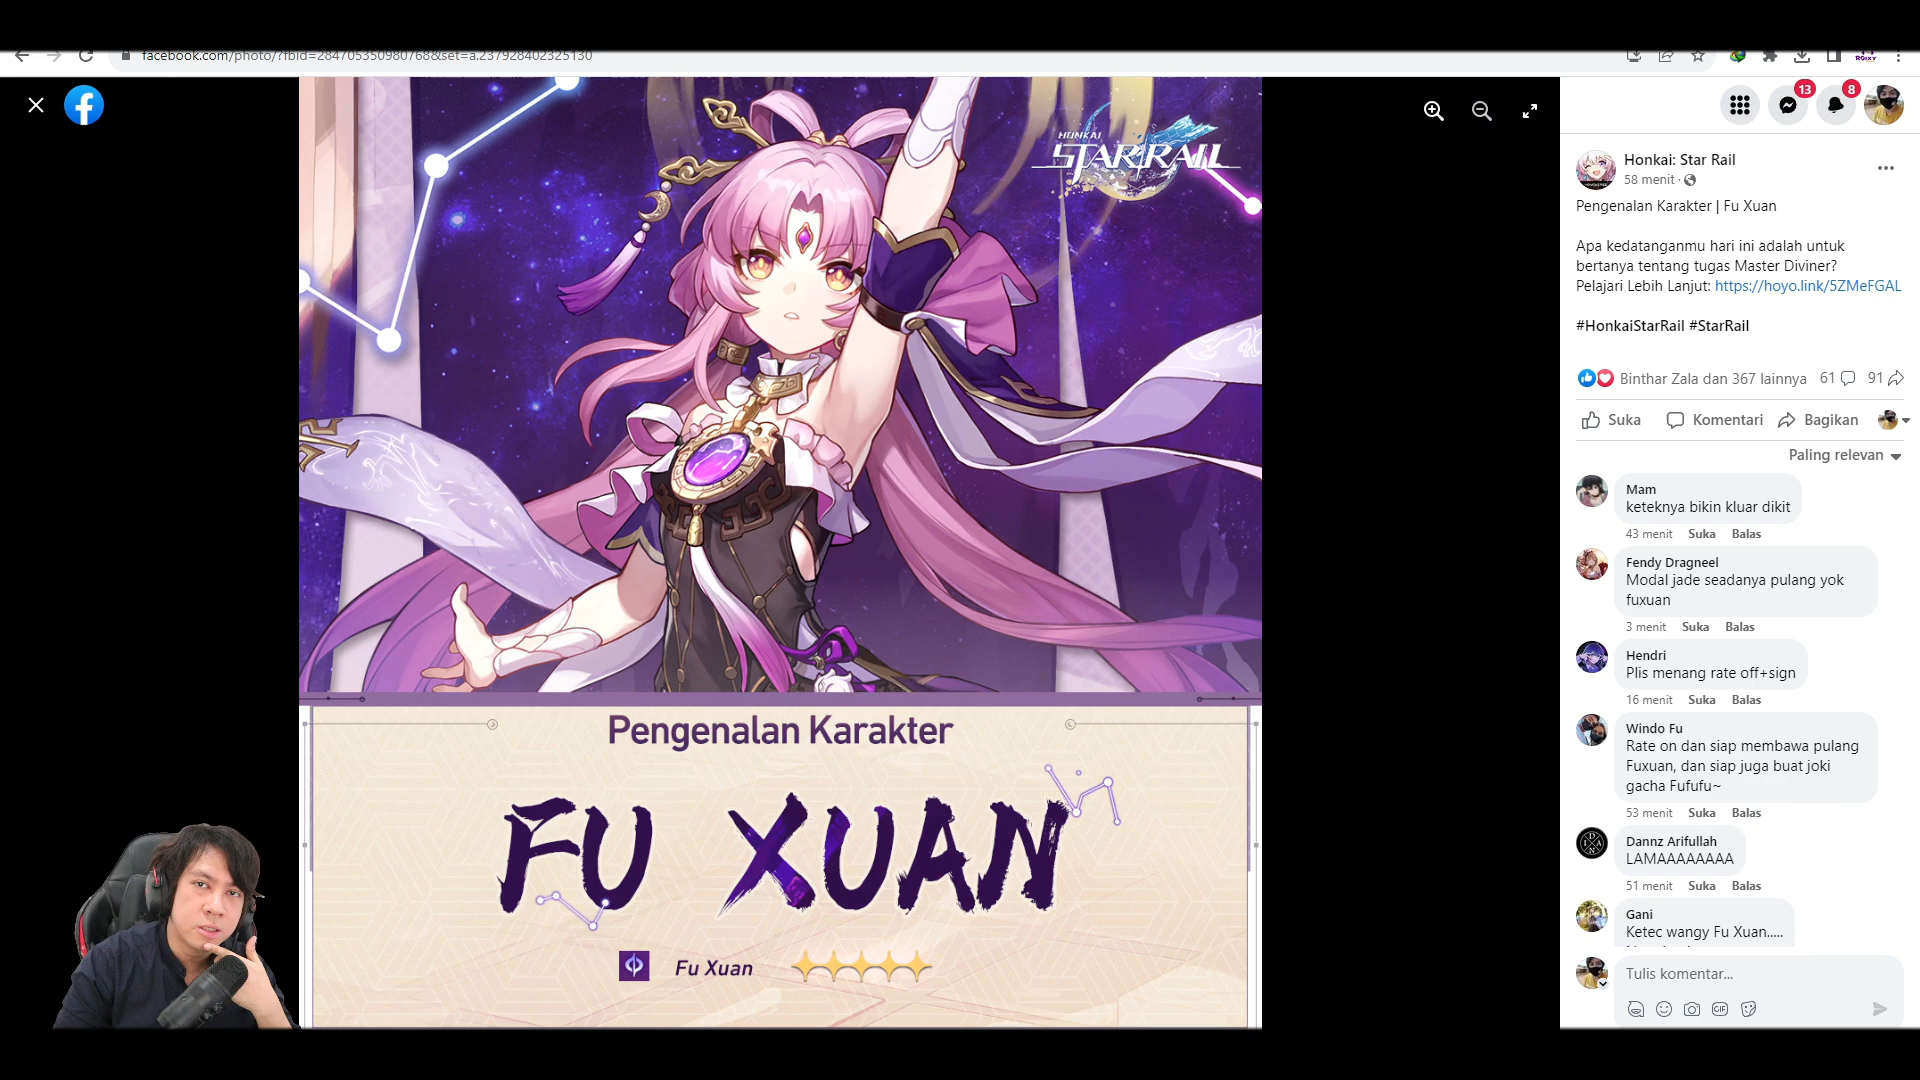 facebook.com/photo/?fbid=284705350980768&set=a.237928402325130
ROIXY
HONKAI
STAR RAIL
13
8
Honkai: Star Rail
58 menit ·
Pengenalan Karakter | Fu Xuan
Apa kedatanganmu hari ini adalah untuk
bertanya tentang tugas Master Diviner?
Pelajari Lebih Lanjut: https://hoyo.link/5ZMeFGAL
#HonkaiStarRail #StarRail
Binthar Zala dan 367 lainnya 61 91
Suka Komentari Bagikan
Paling relevan
Mam
keteknya bikin kluar dikit
43 menit Suka Balas
Fendy Dragneel
Modal jade seadanya pulang yok
fuxuan
3 menit Suka Balas
Hendri
Plis menang rate off+sign
16 menit Suka Balas
Windo Fu
Rate on dan siap membawa pulang
Fuxuan, dan siap juga buat joki
gacha Fufufu~
53 menit Suka Balas
Dannz Arifullah
LAMAAAAAAAA
51 menit Suka Balas
Gani
Ketec wangy Fu Xuan.....
Tulis komentar...
GIF
Pengenalan Karakter
FU XUAN
Fu Xuan